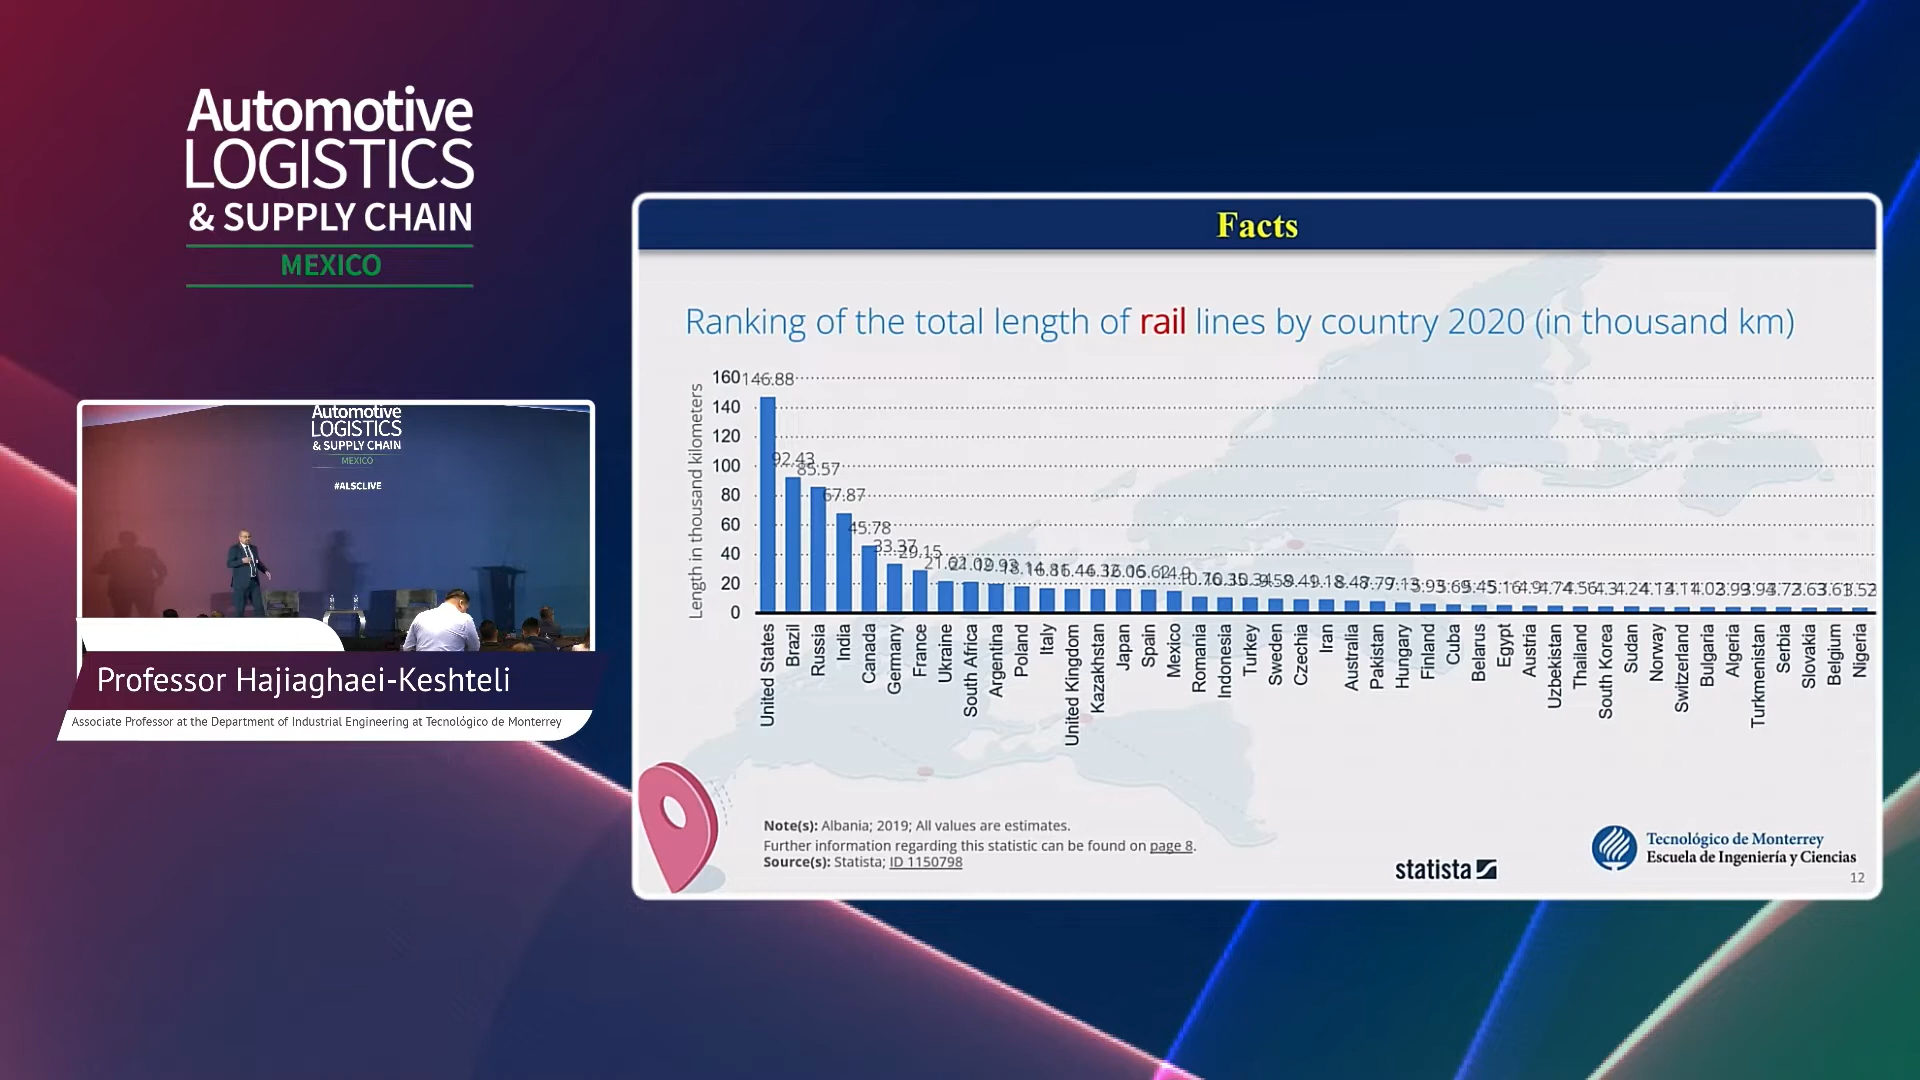 Automotive
LOGISTICS
& SUPPLY CHAIN
MEXICO
Automotive
LOGISTICS
& SUPPLY CHAIN
MEXICO
#ALSCLIVE
Professor Hajiaghaei-Keshteli
Associate Professor at the Department of Industrial Engineering at Tecnológico de Monterrey
Facts
Ranking of the total length of rail lines by country 2020 (in thousand km)
Length in thousand kilometers
160
140
120
100
80
60
40
20
0
146.88
92.43
85.57
67.87
45.78
33.37
29.15
United States
Brazil
Russia
India
Canada
Germany
France
Ukraine
South Africa
Argentina
Poland
Italy
United Kingdom
Kazakhstan
Japan
Spain
Mexico
Romania
Indonesia
Turkey
Sweden
Czechia
Iran
Australia
Pakistan
Hungary
Finland
Cuba
Belarus
Egypt
Austria
Uzbekistan
Thailand
South Korea
Sudan
Norway
Switzerland
Bulgaria
Algeria
Turkmenistan
Serbia
Slovakia
Belgium
Nigeria
Note(s): Albania; 2019; All values are estimates.
Further information regarding this statistic can be found on page 8.
Source(s): Statista; ID 1150798
statista
Tecnológico de Monterrey
Escuela de Ingeniería y Ciencias
12